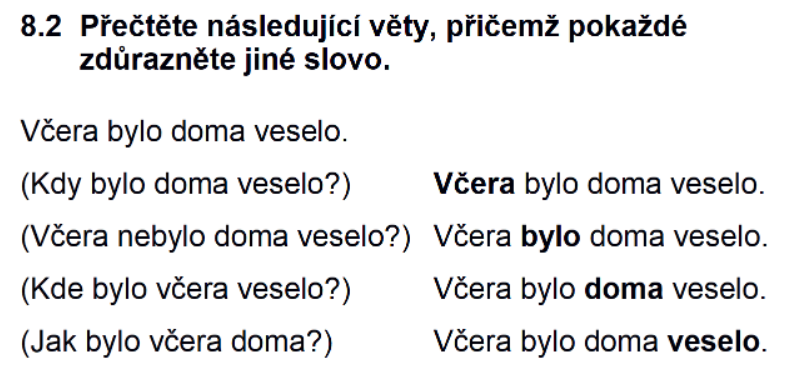 8.2 Přečtěte následující věty, přičemž pokaždé
zdůrazněte jiné slovo.
Včera bylo doma veselo.
(Kdy bylo doma veselo?) Včera bylo doma veselo.
(Včera nebylo doma veselo?) Včera bylo doma veselo.
(Kde bylo včera veselo?) Včera bylo doma veselo.
(Jak bylo včera doma?) Včera bylo doma veselo.